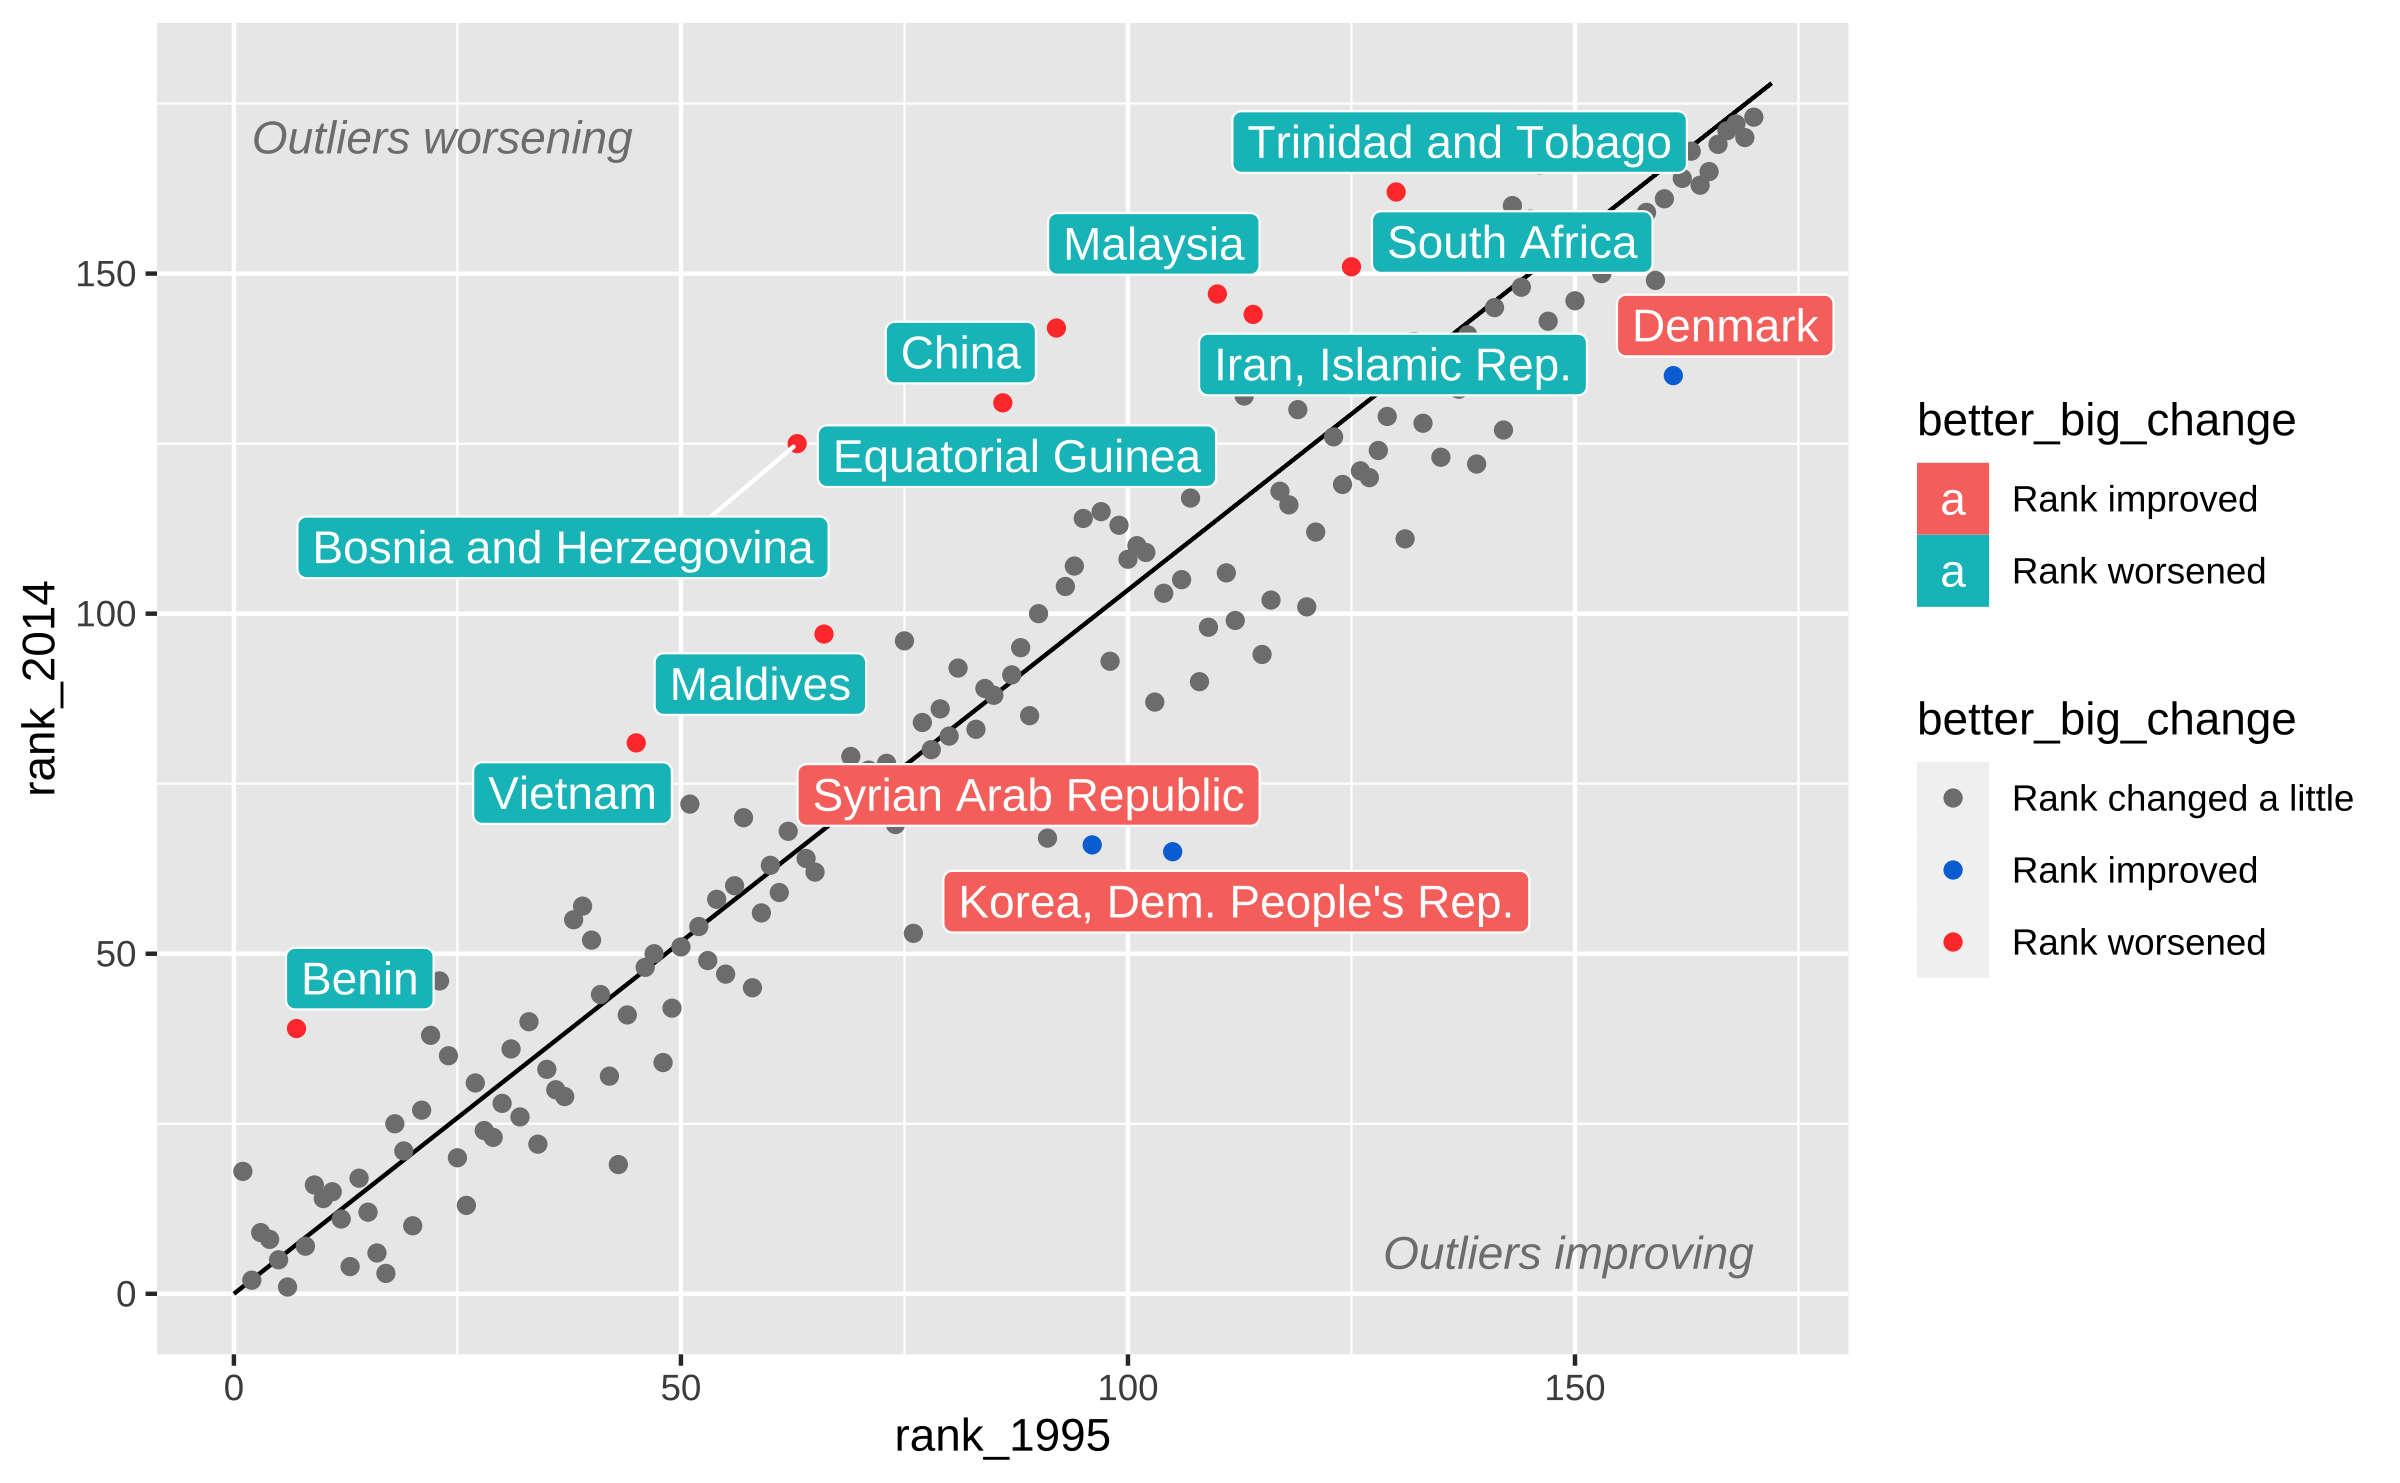 Outliers worsening
Trinidad and Tobago
Malaysia
South Africa
China
Denmark
Iran, Islamic Rep.
Equatorial Guinea
Bosnia and Herzegovina
Maldives
Vietnam
Syrian Arab Republic
Korea, Dem. People's Rep.
Benin
Outliers improving
150
100
50
0
0
50
100
150
rank_2014
rank_1995
better_big_change
a Rank improved
a Rank worsened
better_big_change
Rank changed a little
Rank improved
Rank worsened